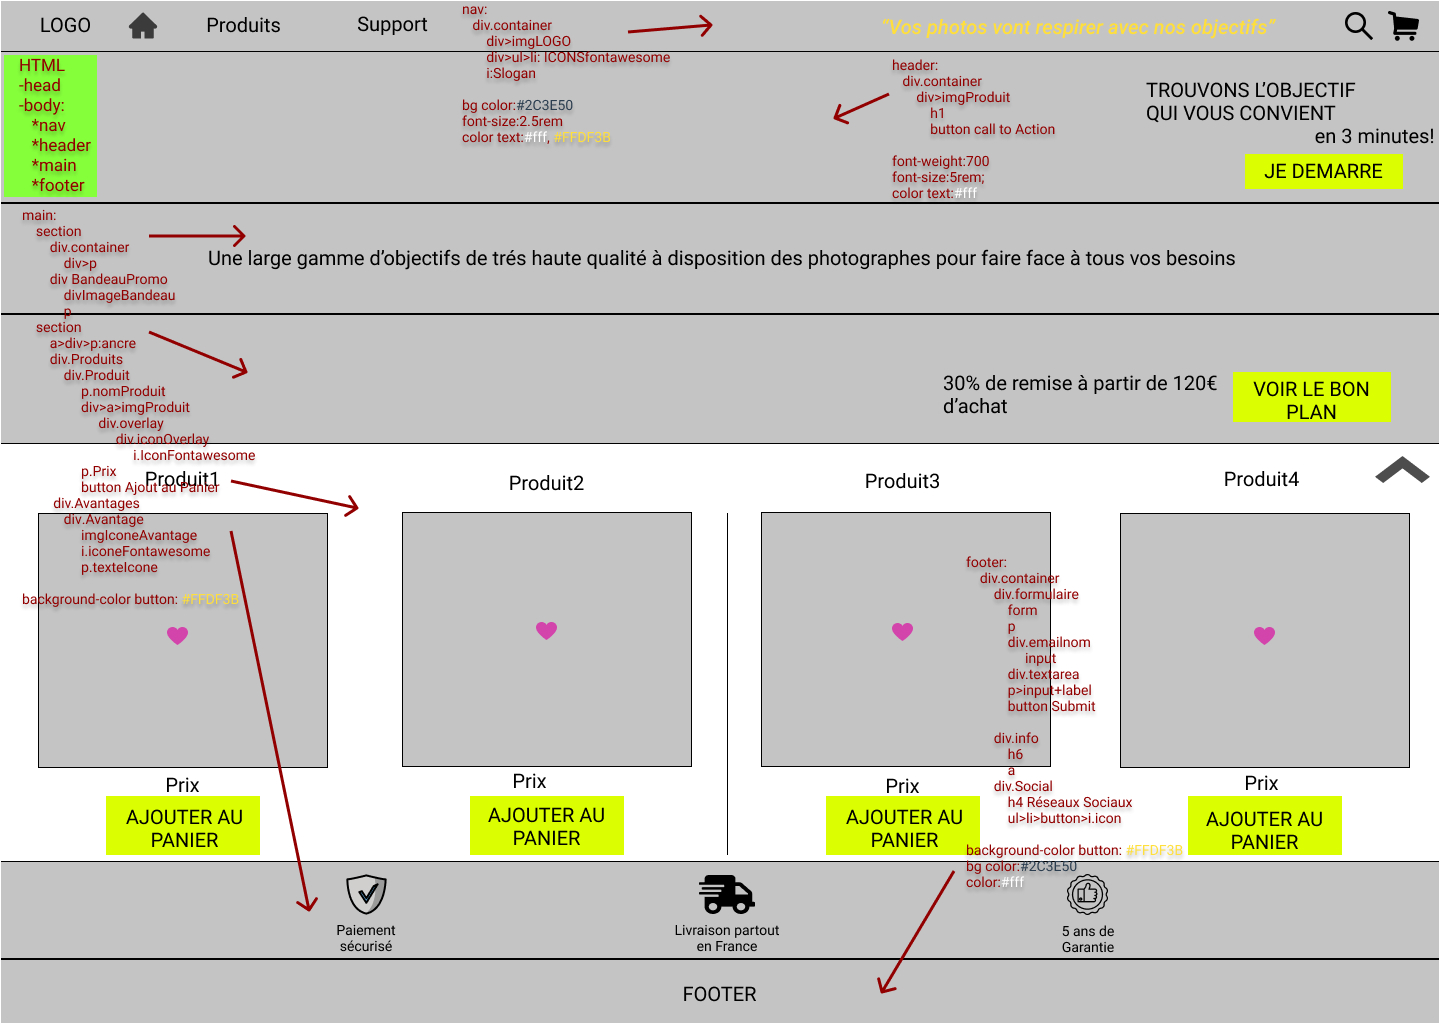 LOGO
Produits
Support
nav:
div.container
div>imgLOGO
div>ul>li: ICONSfontawesome
i:Slogan
bg color:#2C3E50
font-size:2.5rem
color text:#fff, #FFDF3B
"Vos photos vont respirer avec nos objectifs"
HTML
-head
-body:
*nav
*header
*main
*footer
header:
div.container
div>imgProduit
h1
button call to Action
font-weight:700
font-size:5rem;
color text:#fff
TROUVONS L'OBJECTIF
QUI VOUS CONVIENT
en 3 minutes!
JE DEMARRE
main:
section
div.container
div>p
div BandeauPromo
divImageBandeau
p
section
a>div>p:ancre
div.Produits
div.Produit
p.nomProduit
div>a>imgProduit
div.overlay
div.iconOverlay
i.IconFontawesome
p.Prix
button Ajout au Panier
div.Avantages
div.Avantage
imgIconeAvantage
i.iconeFontawesome
p.texteIcone
background-color button: #FFDF3B
Une large gamme d'objectifs de trés haute qualité à disposition des photographes pour faire face à tous vos besoins
30% de remise à partir de 120€
d'achat
VOIR LE BON
PLAN
Produit1
Produit2
Produit3
Produit4
footer:
div.container
div.formulaire
form
p
div.emailnom
input
div.textarea
p>input+label
button Submit
div.info
h6
a
div.Social
h4 Réseaux Sociaux
ul>li>button>i.icon
background-color button: #FFDF3B
bg color:#2C3E50
color:#fff
Prix
AJOUTER AU
PANIER
Prix
AJOUTER AU
PANIER
Prix
AJOUTER AU
PANIER
Prix
AJOUTER AU
PANIER
Paiement
sécurisé
Livraison partout
en France
5 ans de
Garantie
FOOTER